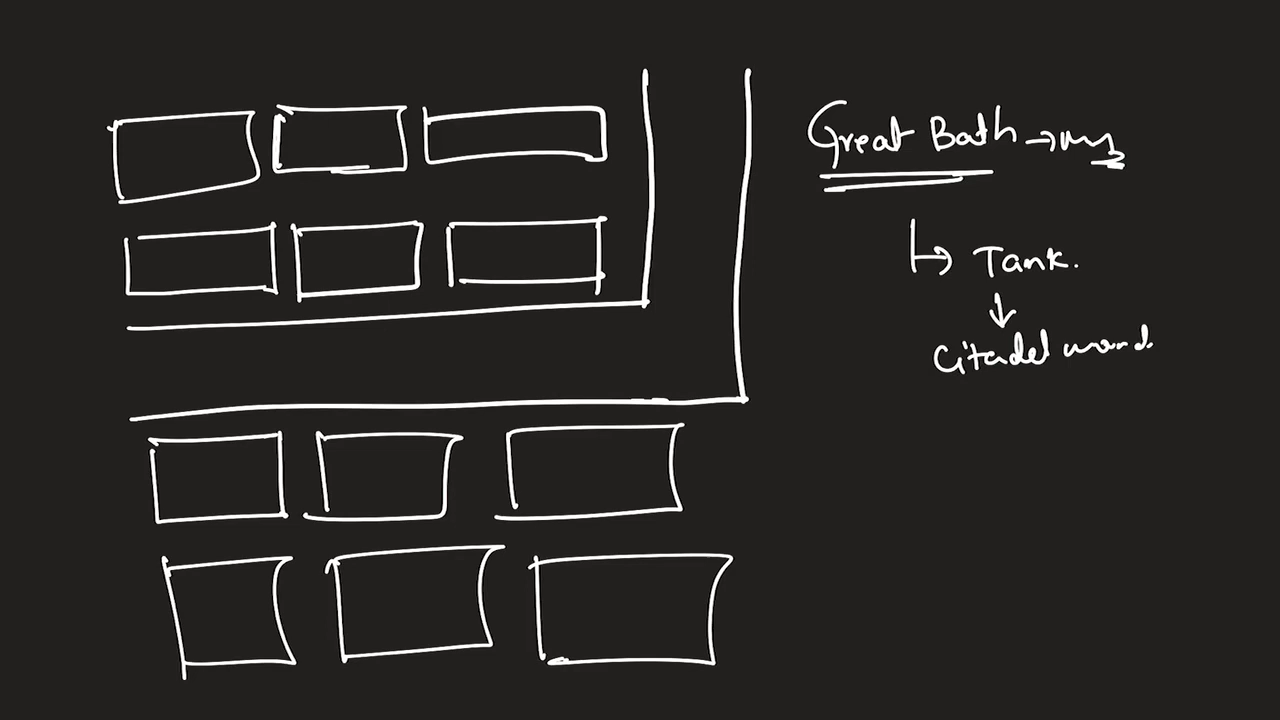 Great Bath →
↳ Tank.
↓
Citadel